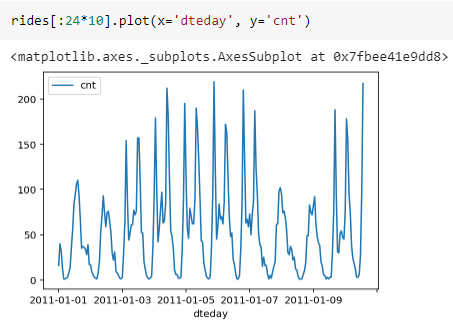 rides[:24*10].plot(x='dteday', y='cnt')
<matplotlib.axes._subplots.AxesSubplot at 0x7fbee41e9dd8>
cnt
200
150
100
50
0
2011-01-01 2011-01-03 2011-01-05 2011-01-07 2011-01-09
dteday